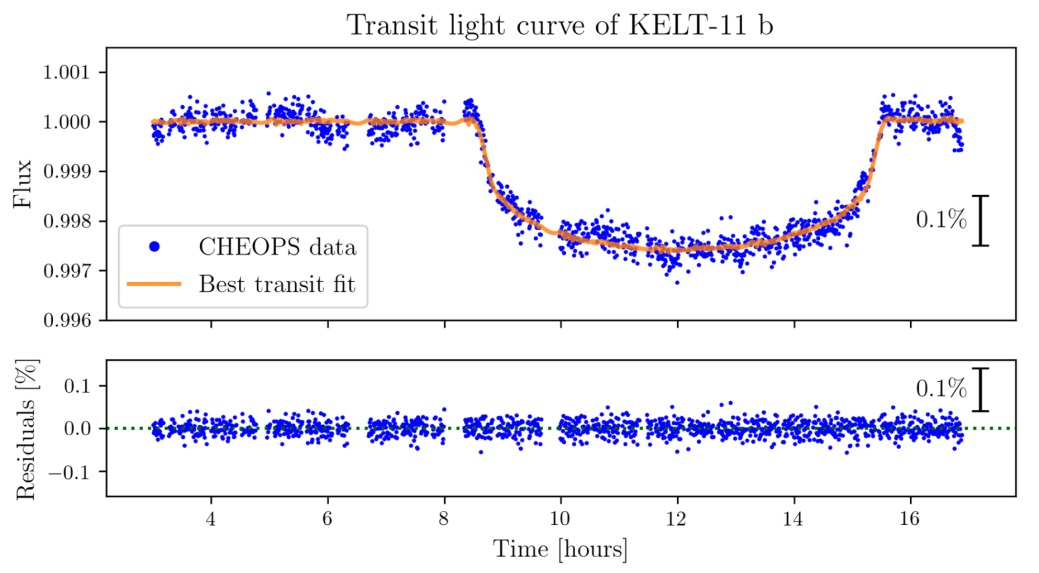 Transit light curve of KELT-11 b
1.001
1.000
0.999
0.998
0.997
0.996
Flux
0.1%
CHEOPS data
Best transit fit
0.1
0.0
−0.1
Residuals [%]
0.1%
4 6 8 10 12 14 16
Time [hours]